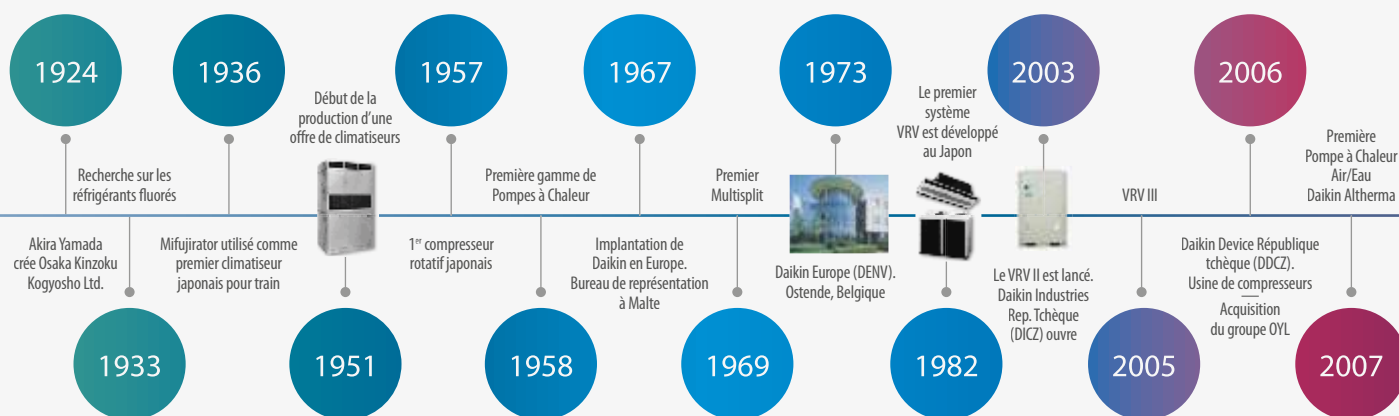 1924
Akira Yamada
crée Osaka Kinzoku
Kogyosho Ltd.
Recherche sur les
réfrigérants fluorés
1933
1936
Mifujirator utilisé comme
premier climatiseur
japonais pour train
Début de la
production d'une
offre de climatiseurs
1951
1957
1er compresseur
rotatif japonais
Première gamme de
Pompes à Chaleur
1958
1967
Implantation de
Daikin en Europe.
Bureau de représentation
à Malte
Premier
Multisplit
1969
1973
Daikin Europe (DENV).
Ostende, Belgique
Le premier
système
VRV est développé
au Japon
1982
2003
Le VRV II est lancé.
Daikin Industries
Rep. Tchèque
(DICZ) ouvre
VRV III
2005
2006
Daikin Device République
tchèque (DDCZ).
Usine de compresseurs
Acquisition
du groupe OYL
Première
Pompe à Chaleur
Air/Eau
Daikin Altherma
2007